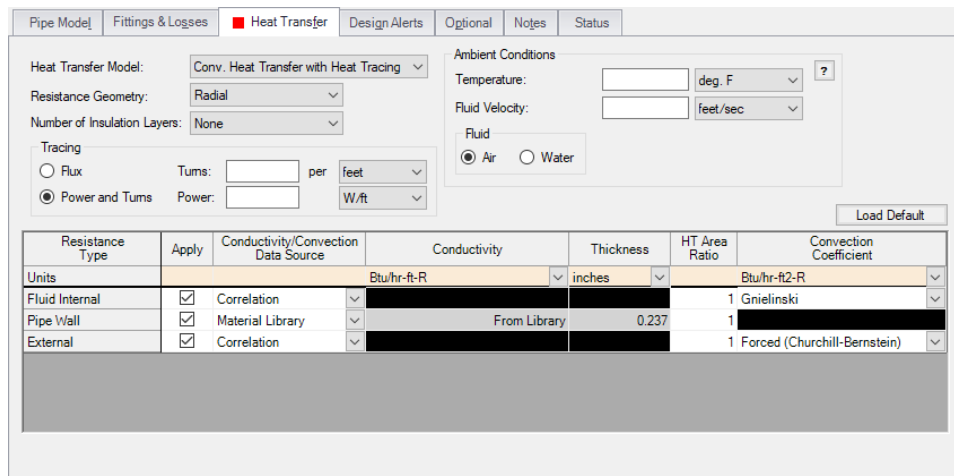 Pipe Model
Fittings & Losses
Heat Transfer
Design Alerts
Optional
Notes
Status
Heat Transfer Model: Conv. Heat Transfer with Heat Tracing
Resistance Geometry: Radial
Number of Insulation Layers: None
Tracing
Flux Turns: per feet
Power and Turns Power: W/ft
Ambient Conditions
Temperature: deg. F
?
Fluid Velocity: feet/sec
Fluid
Air Water
Load Default
Resistance Type Apply Conductivity/Convection Data Source Conductivity Thickness HT Area Ratio Convection Coefficient
Units Btu/hr-ft-R inches Btu/hr-ft2-R
Fluid Internal Correlation 1 Gnielinski
Pipe Wall Material Library From Library 0.237 1
External Correlation 1 Forced (Churchill-Bernstein)